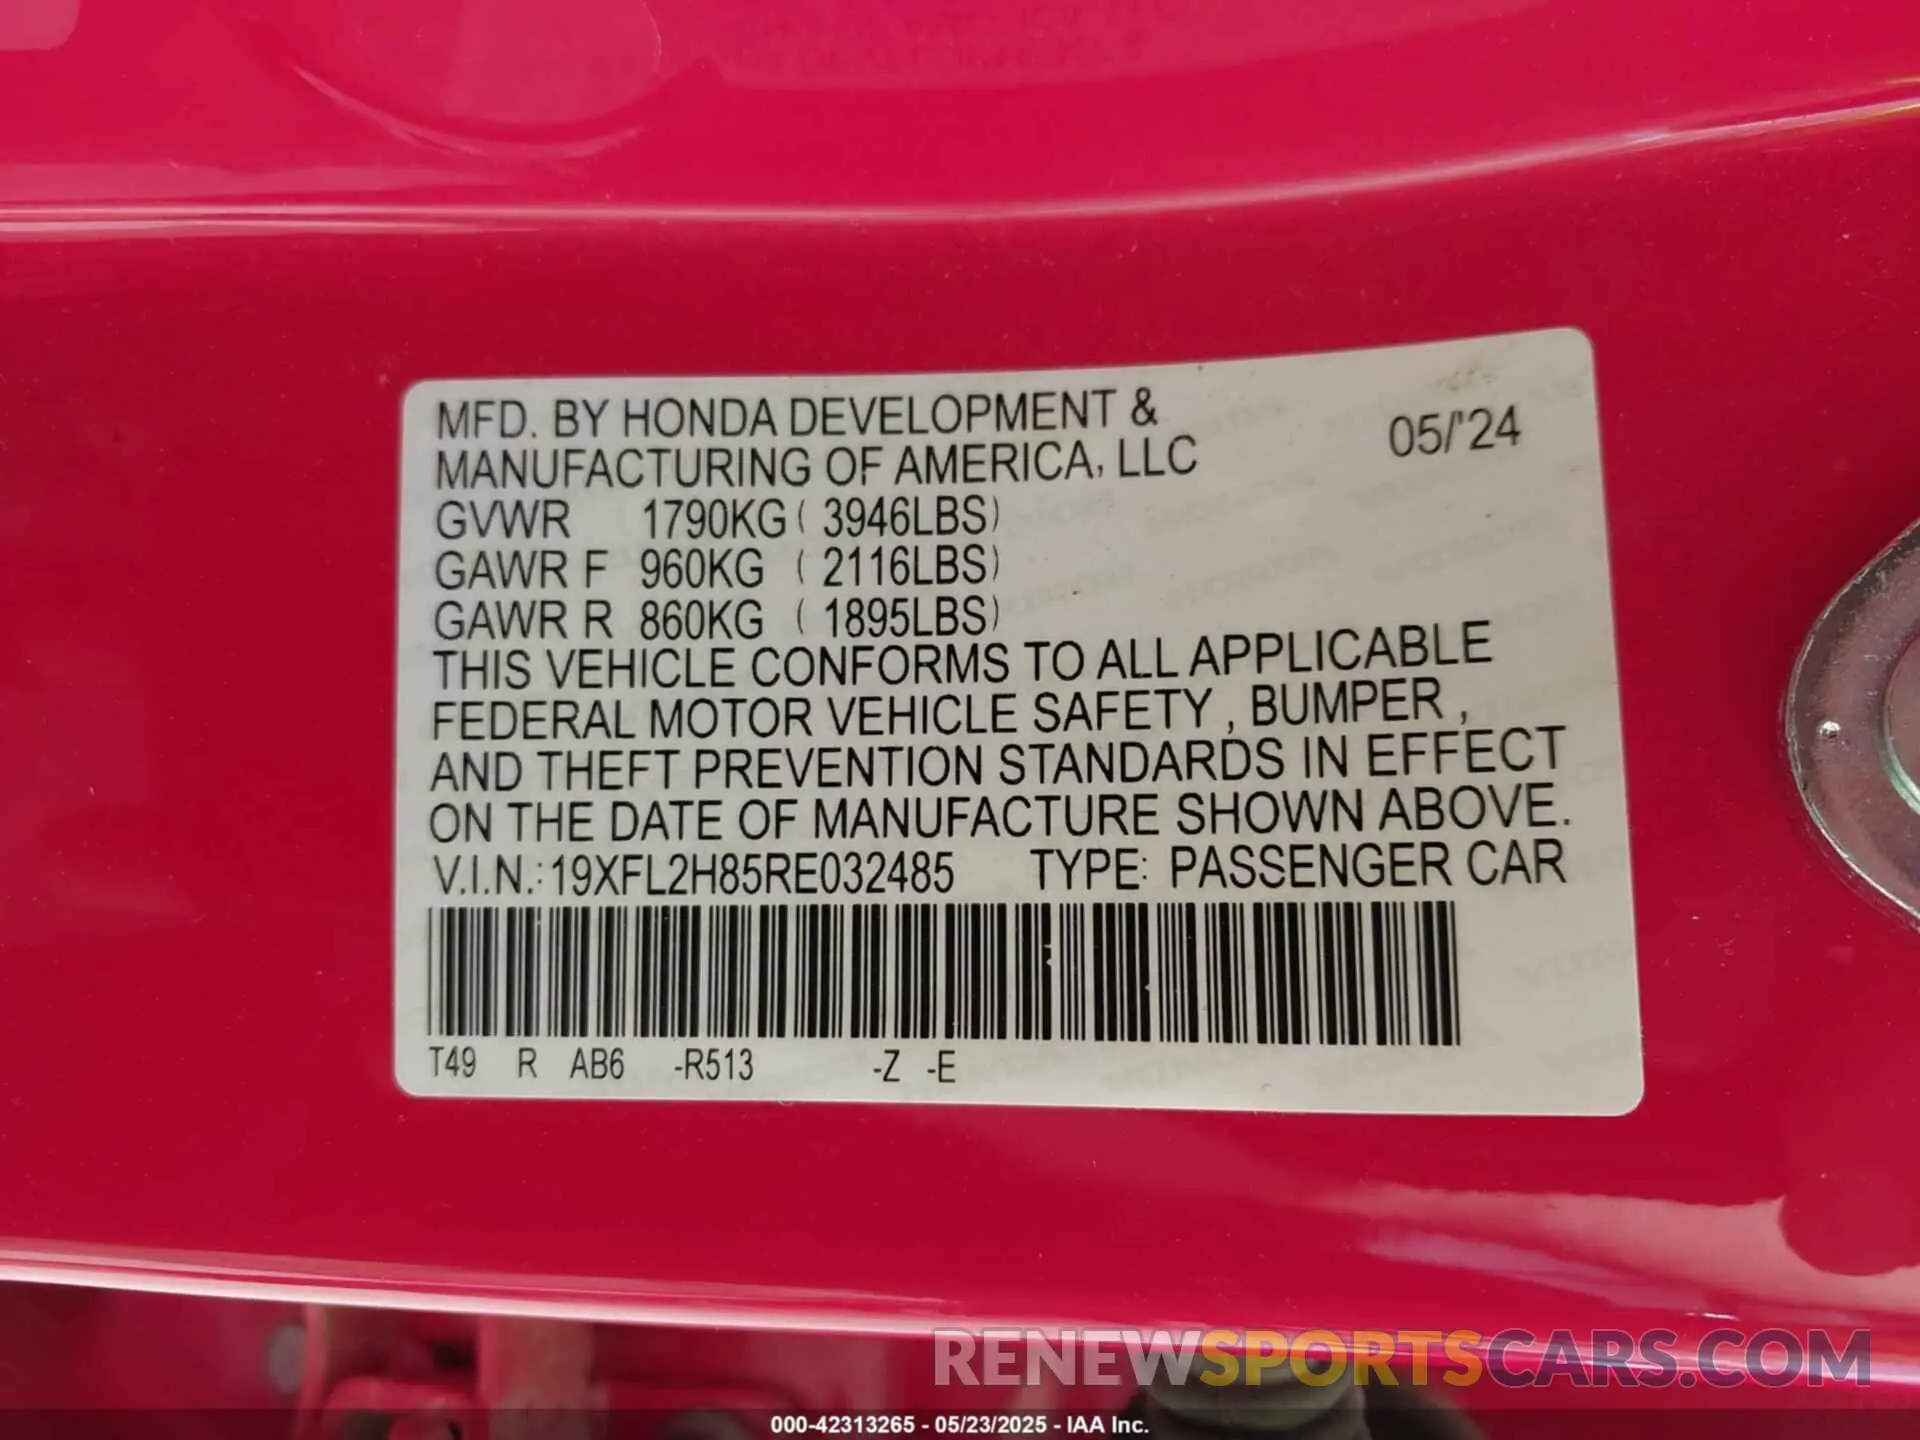 MFD. BY HONDA DEVELOPMENT &
MANUFACTURING OF AMERICA, LLC 05/'24
GVWR 1790KG ( 3946LBS)
GAWR F 960KG ( 2116LBS)
GAWR R 860KG ( 1895LBS)
THIS VEHICLE CONFORMS TO ALL APPLICABLE
FEDERAL MOTOR VEHICLE SAFETY , BUMPER ,
AND THEFT PREVENTION STANDARDS IN EFFECT
ON THE DATE OF MANUFACTURE SHOWN ABOVE.
V.I.N.:19XFL2H85RE032485 TYPE: PASSENGER CAR
T49 R AB6 -R513 -Z -E
RENEWSPORTSCARS.COM
000-42313265 - 05/23/2025 - IAA Inc.